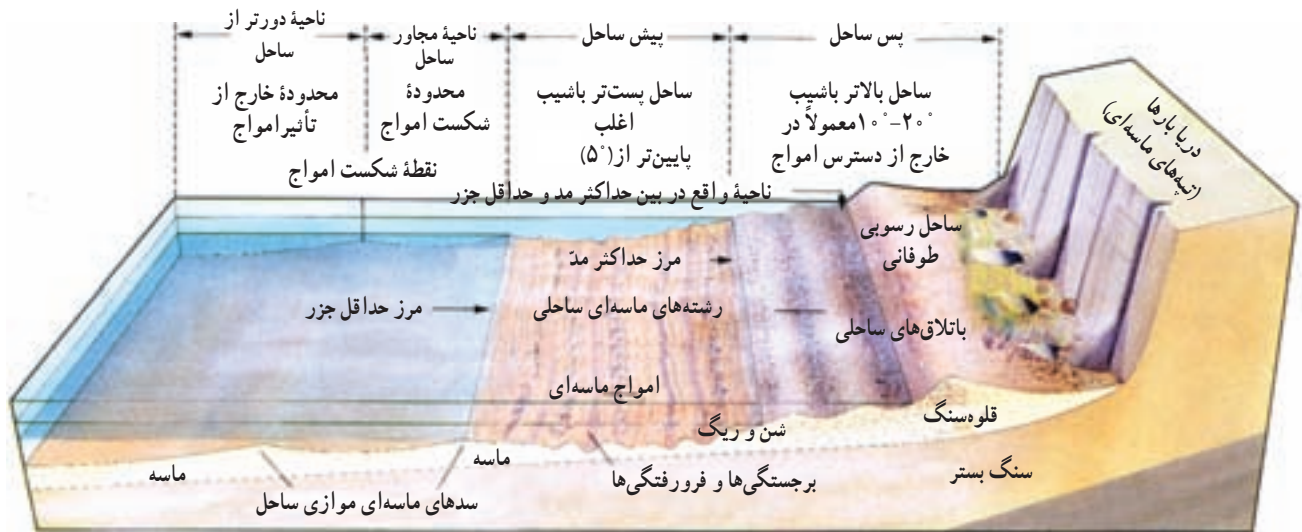 پس ساحل
پیش ساحل
ناحیهٔ مجاور
ساحل
ناحیهٔ دورتر از
ساحل
ساحل بالاتر باشیب
۱۰°-۲۰° معمولاً در
خارج از دسترس امواج
ساحل پست‌تر باشیب
اغلب
پایین‌تر از (۵°)
محدودهٔ
شکست امواج
محدودهٔ خارج از
تأثیر امواج
نقطهٔ شکست امواج
ناحیهٔ واقع در بین حداکثر مد و حداقل جزر
دریا بارها
(تپه‌های ماسه‌ای)
ساحل رسوبی
طوفانی
مرز حداکثر مدّ
مرز حداقل جزر
رشته‌های ماسه‌ای ساحلی
باتلاق‌های ساحلی
امواج ماسه‌ای
قلوه‌سنگ
شن و ریگ
ماسه
ماسه
برجستگی‌ها و فرورفتگی‌ها
سنگ بستر
سدهای ماسه‌ای موازی ساحل